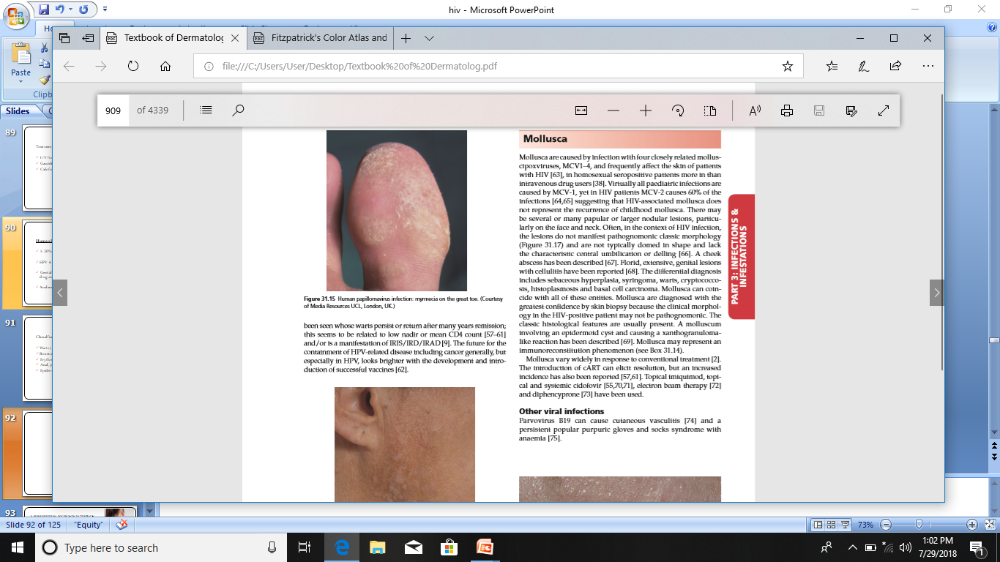 hiv - Microsoft PowerPoint
Textbook of Dermatolog
Fitzpatrick's Color Atlas and
Paste
Clipb
file:///C:/Users/User/Desktop/Textbook%20of%20Dermatolog.pdf
Slides
909 of 4339
89
90
91
92
93
Figure 31.15 Human papillomavirus infection: myrmecia on the great toe. (Courtesy
of Media Resources UCL, London, UK.)
been seen whose warts persist or return after many years remission;
this seems to be related to low nadir or mean CD4 count [57–61]
and/or is a manifestation of IRIS/IRD/IRAD [9]. The future for the
containment of HPV-related disease including cancer generally, but
especially in HPV, looks brighter with the development and intro-
duction of successful vaccines [62].
Mollusca
Mollusca are caused by infection with four closely related mollus-
cipoxviruses, MCV1–4, and frequently affect the skin of patients
with HIV [63], in homosexual seropositive patients more in than
intravenous drug users [38]. Virtually all paediatric infections are
caused by MCV-1, yet in HIV patients MCV-2 causes 60% of the
infections [64,65] suggesting that HIV-associated mollusca does
not represent the recurrence of childhood mollusca. There may
be several or many papular or larger nodular lesions, particu-
larly on the face and neck. Often, in the context of HIV infection,
the lesions do not manifest pathognomonic classic morphology
(Figure 31.17) and are not typically domed in shape and lack
the characteristic central umbilication or delling [66]. A cheek
abscess has been described [67]. Florid, extensive, genital lesions
with cellulitis have been reported [68]. The differential diagnosis
includes sebaceous hyperplasia, syringoma, warts, cryptococco-
sis, histoplasmosis and basal cell carcinoma. Mollusca can coin-
cide with all of these entities. Mollusca are diagnosed with the
greatest confidence by skin biopsy because the clinical morphol-
ogy in the HIV-positive patient may not be pathognomonic. The
classic histological features are usually present. A molluscum
involving an epidermoid cyst and causing a xanthogranuloma-
like reaction has been described [69]. Mollusca may represent an
immunoreconstitution phenomenon (see Box 31.14).
Mollusca vary widely in response to conventional treatment [2].
The introduction of cART can elicit resolution, but an increased
incidence has also been reported [57,61]. Topical imiquimod, topi-
cal and systemic cidofovir [55,70,71], electron beam therapy [72]
and diphencyprone [73] have been used.
Other viral infections
Parvovirus B19 can cause cutaneous vasculitis [74] and a
persistent popular purpuric gloves and socks syndrome with
anaemia [75].
PART 3: INFECTIONS &
INFESTATIONS
Slide 92 of 125
"Equity"
73%
Type here to search
1:02 PM
7/29/2018